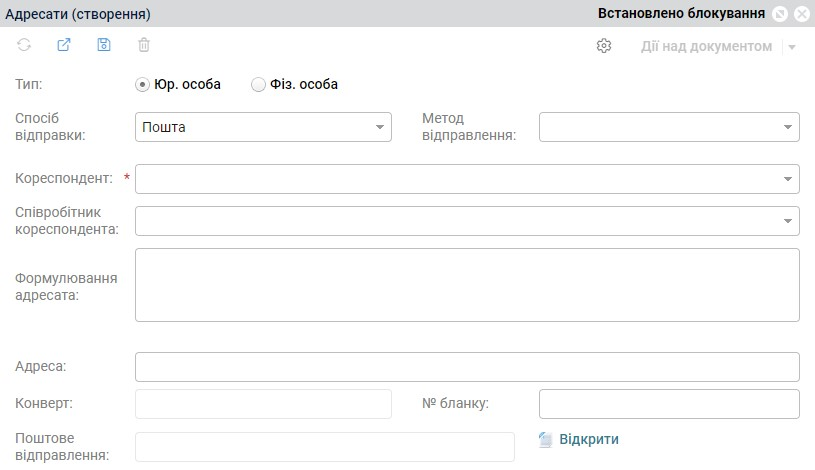 Адресати (створення) Встановлено блокування
Дії над документом
Тип: Юр. особа Фіз. особа
Спосіб
відправки:
Пошта
Метод
відправлення:
Кореспондент: *
Співробітник
кореспондента:
Формулювання
адресата:
Адреса:
Конверт: № бланку:
Поштове
відправлення:
Відкрити